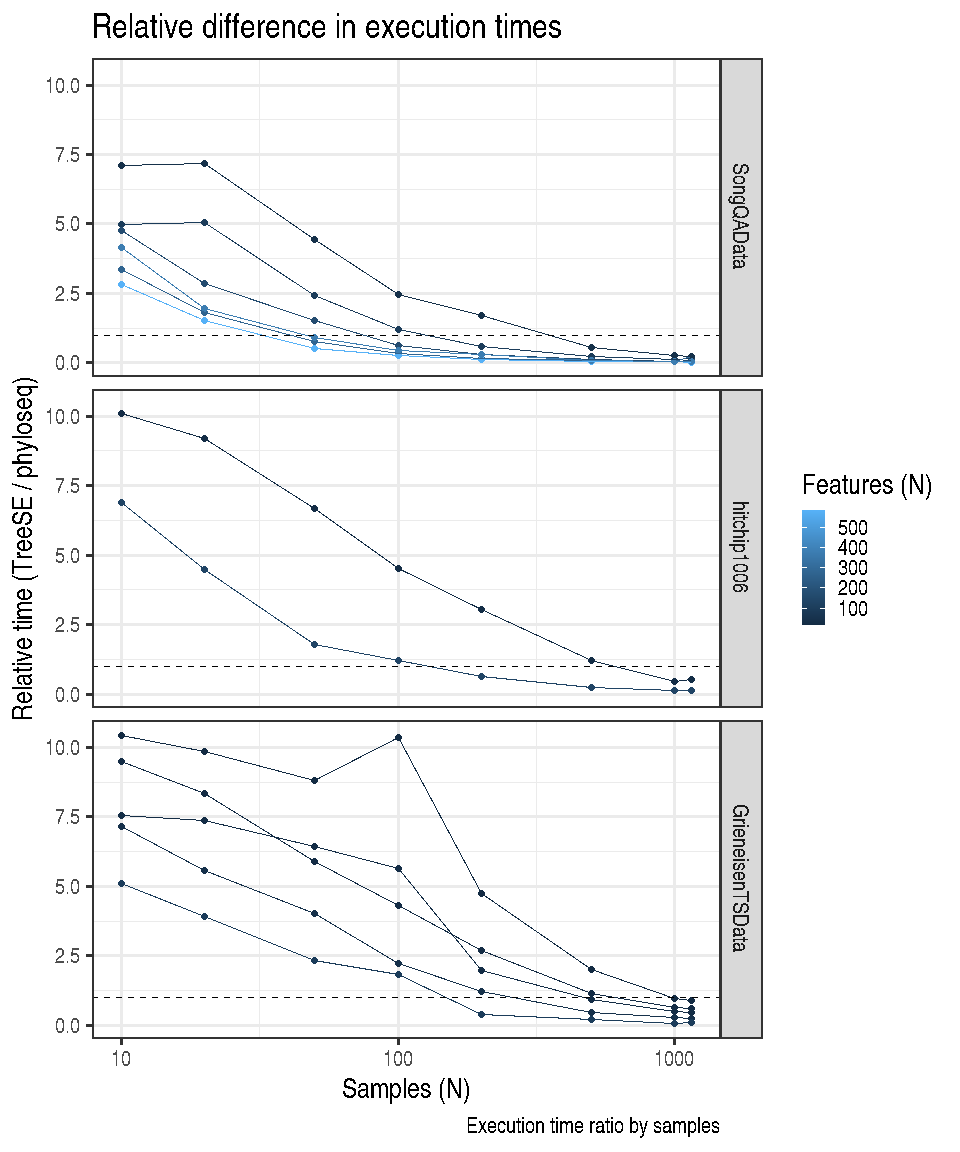 Relative difference in execution times
Relative time (TreeSE / phyloseq)
10.0
7.5
5.0
2.5
0.0
SongQAData
10.0
7.5
5.0
2.5
0.0
hitchip1006
10.0
7.5
5.0
2.5
0.0
GrieneisenTSData
10
100
1000
Samples (N)
Execution time ratio by samples
Features (N)
500
400
300
200
100